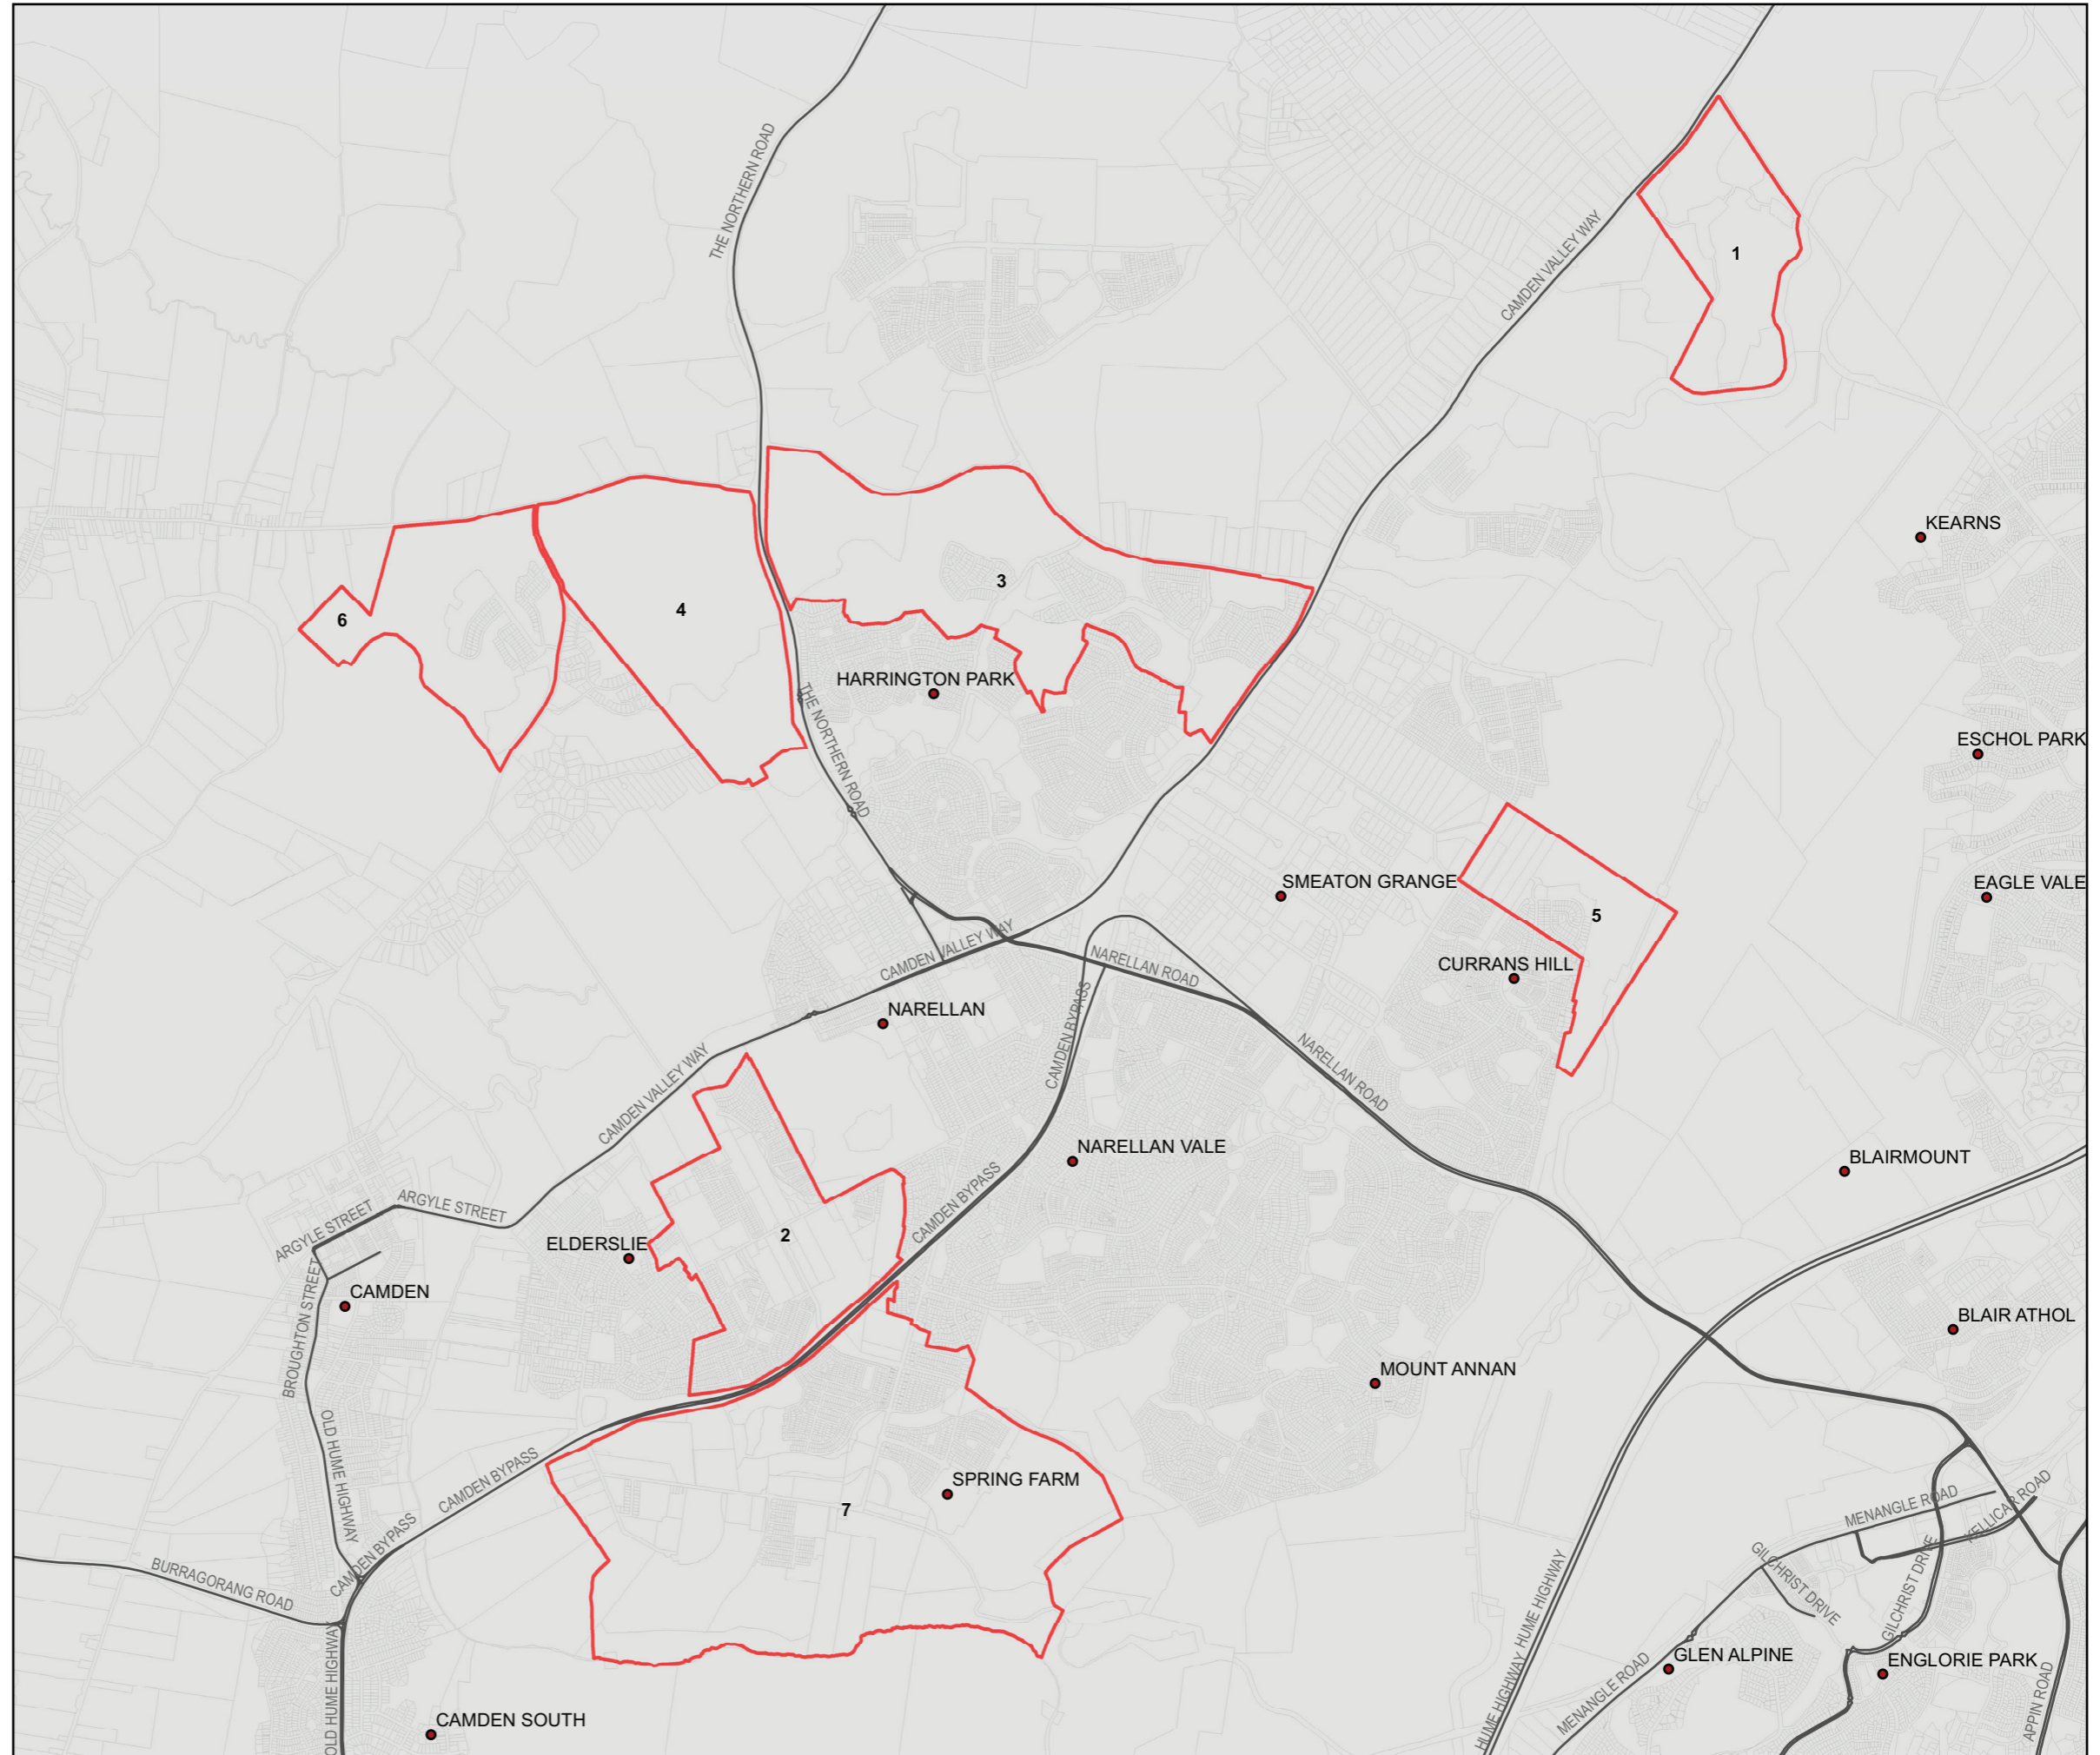 THE NORTHERN ROAD
CAMDEN VALLEY WAY
1
KEARNS
3
4
6
HARRINGTON PARK
THE NORTHERN ROAD
ESCHOL PARK
SMEATON GRANGE
EAGLE VALE
5
CAMDEN VALLEY WAY
NARELLAN ROAD
CURRANS HILL
NARELLAN
CAMDEN BYPASS
NARELLAN ROAD
CAMDEN VALLEY WAY
NARELLAN VALE
BLAIRMOUNT
ARGYLE STREET
ARGYLE STREET
CAMDEN BYPASS
2
ELDERSLIE
CAMDEN
BROUGHTON STREET
BLAIR ATHOL
MOUNT ANNAN
OLD HUME HIGHWAY
CAMDEN BYPASS
SPRING FARM
7
MENANGLE ROAD
KELLICAR ROAD
CAMDEN BYPASS
BURRAGORANG ROAD
GILCHRIST DRIVE
GILCHRIST DRIVE
HUME HIGHWAY
HUME HIGHWAY
OLD HUME HIGHWAY
MENANGLE ROAD
GLEN ALPINE
ENGLORIE PARK
APPIN ROAD
CAMDEN SOUTH